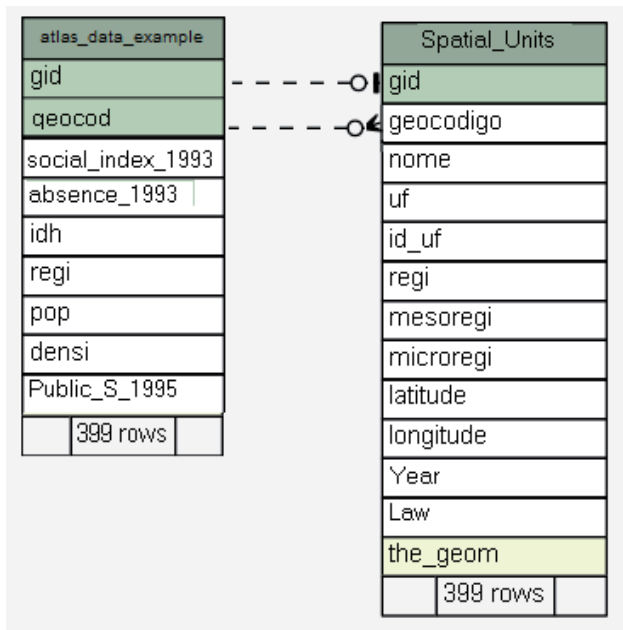 atlas_data_example
gid
qeocod
social_index_1993
absence_1993
idh
regi
pop
densi
Public_S_1995
399 rows
Spatial_Units
gid
geocodigo
nome
uf
id_uf
regi
mesoregi
microregi
latitude
longitude
Year
Law
the_geom
399 rows